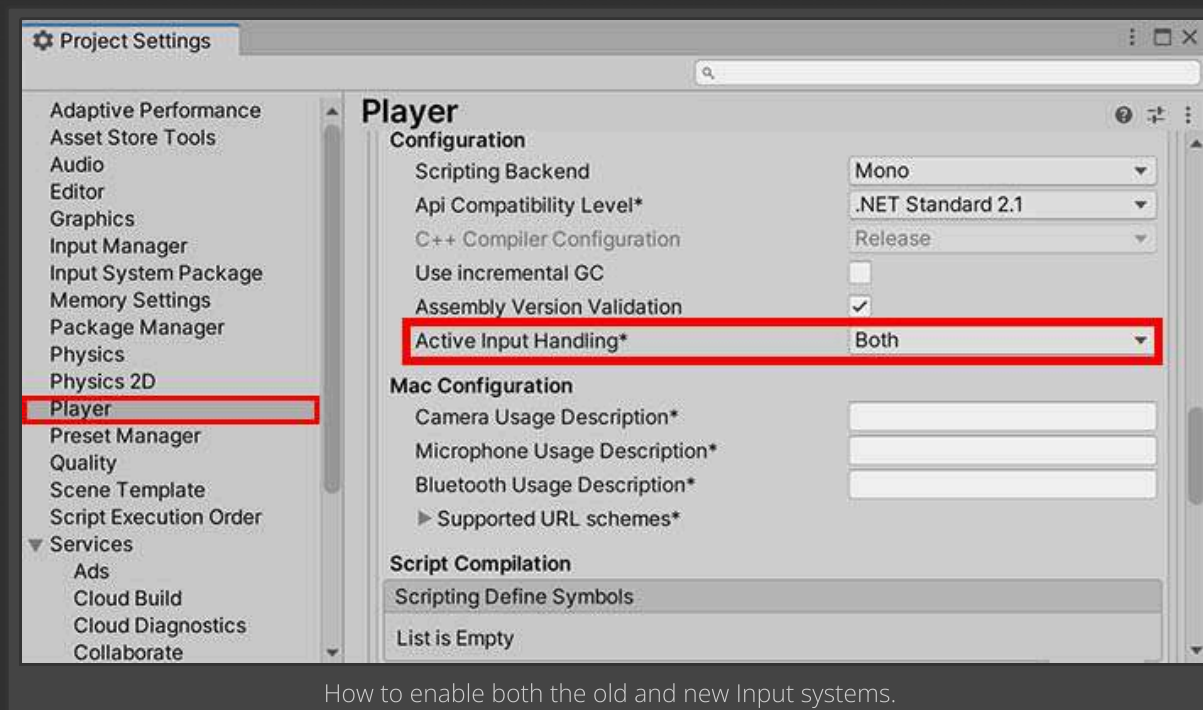 Project Settings
Adaptive Performance
Asset Store Tools
Audio
Editor
Graphics
Input Manager
Input System Package
Memory Settings
Package Manager
Physics
Physics 2D
Player
Preset Manager
Quality
Scene Template
Script Execution Order
Services
Ads
Cloud Build
Cloud Diagnostics
Collaborate
Player
Configuration
Scripting Backend Mono
Api Compatibility Level* .NET Standard 2.1
C++ Compiler Configuration Release
Use incremental GC
Assembly Version Validation
Active Input Handling* Both
Mac Configuration
Camera Usage Description*
Microphone Usage Description*
Bluetooth Usage Description*
Supported URL schemes*
Script Compilation
Scripting Define Symbols
List is Empty
How to enable both the old and new Input systems.